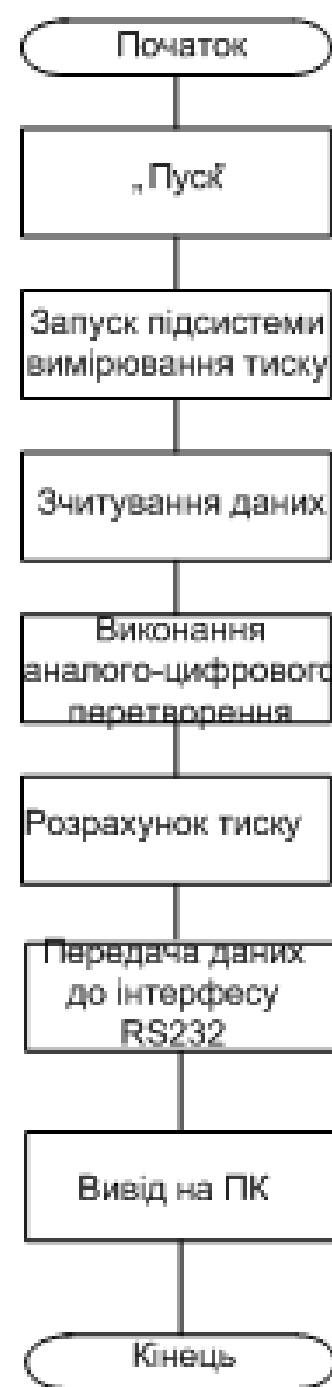 Початок
„Пуск”
Запуск підсистеми
вимірювання тиску
Зчитування даних
Виконання
аналого-цифрового
перетворення
Розрахунок тиску
Передача даних
до інтерфесу
RS232
Вивід на ПК
Кінець